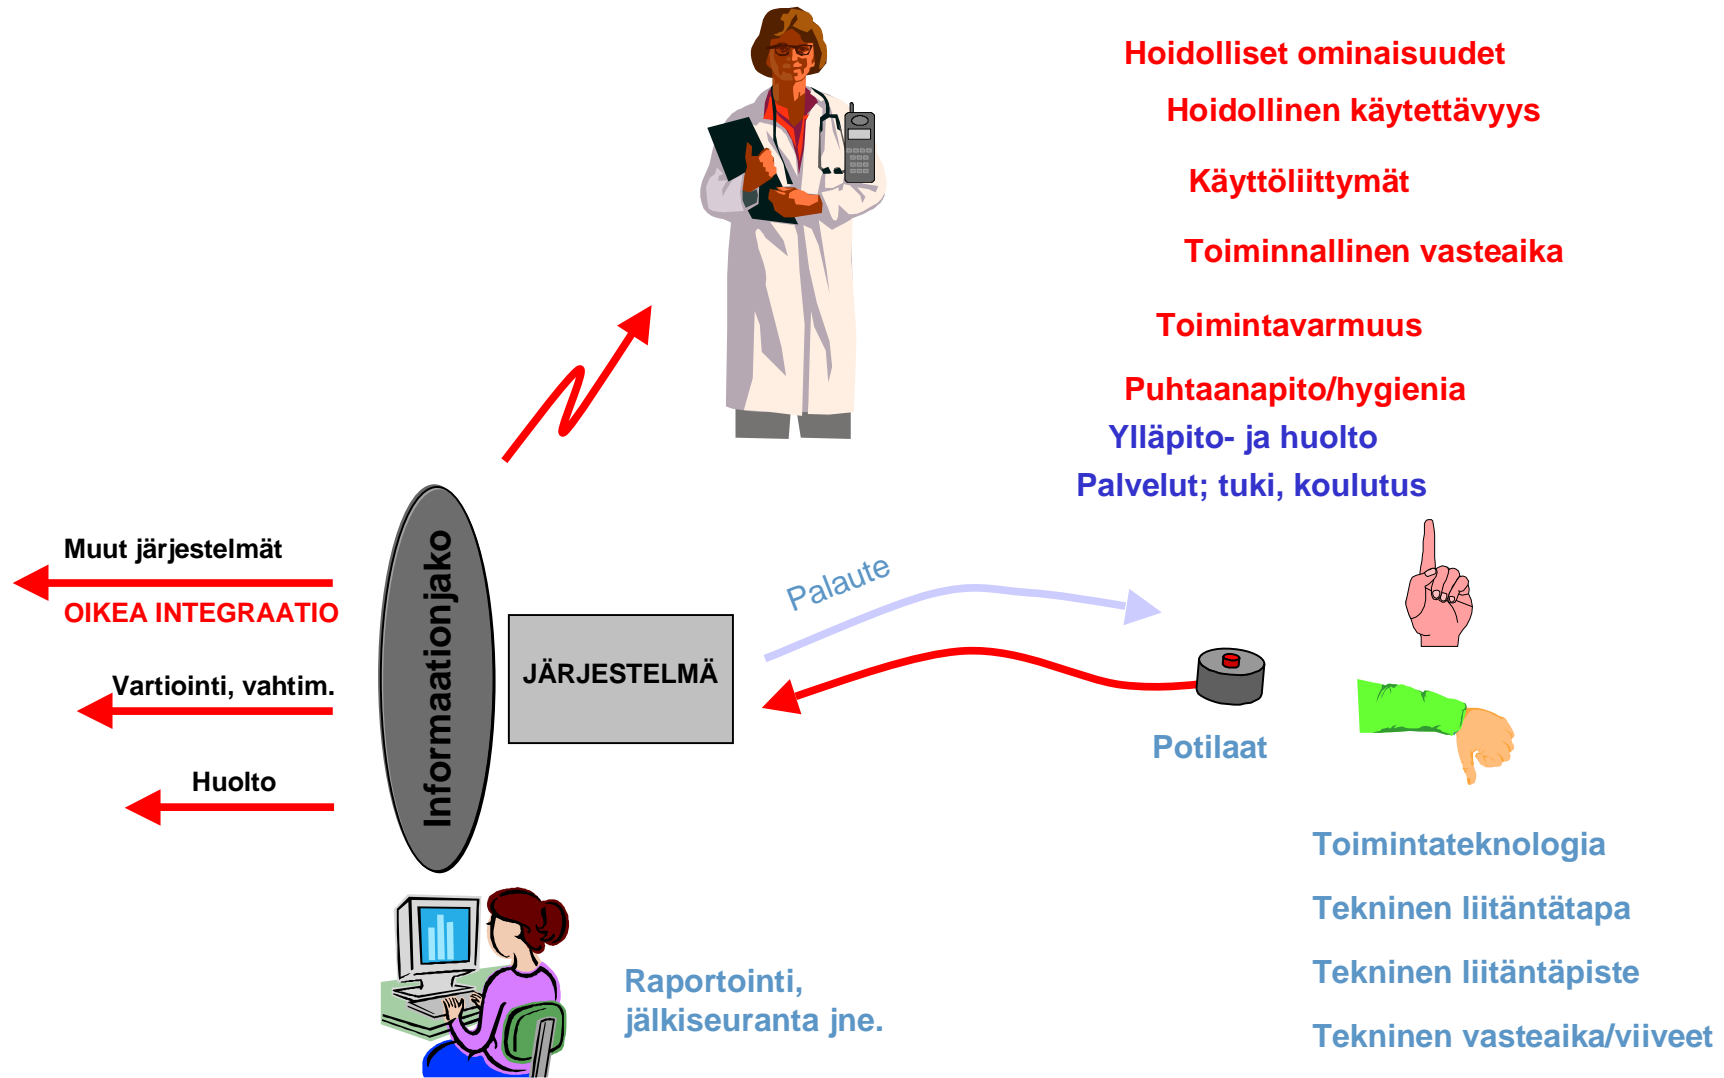 Hoidolliset ominaisuudet
Hoidollinen käytettävyys
Käyttöliittymät
Toiminnallinen vasteaika
Toimintavarmuus
Puhtaanapito/hygienia
Ylläpito- ja huolto
Palvelut; tuki, koulutus
Muut järjestelmät
OIKEA INTEGRAATIO
Vartiointi, vahtim.
Huolto
Informaationjako
JÄRJESTELMÄ
Palaute
Potilaat
Raportointi,
jälkiseuranta jne.
Toimintateknologia
Tekninen liitäntätapa
Tekninen liitäntäpiste
Tekninen vasteaika/viiveet